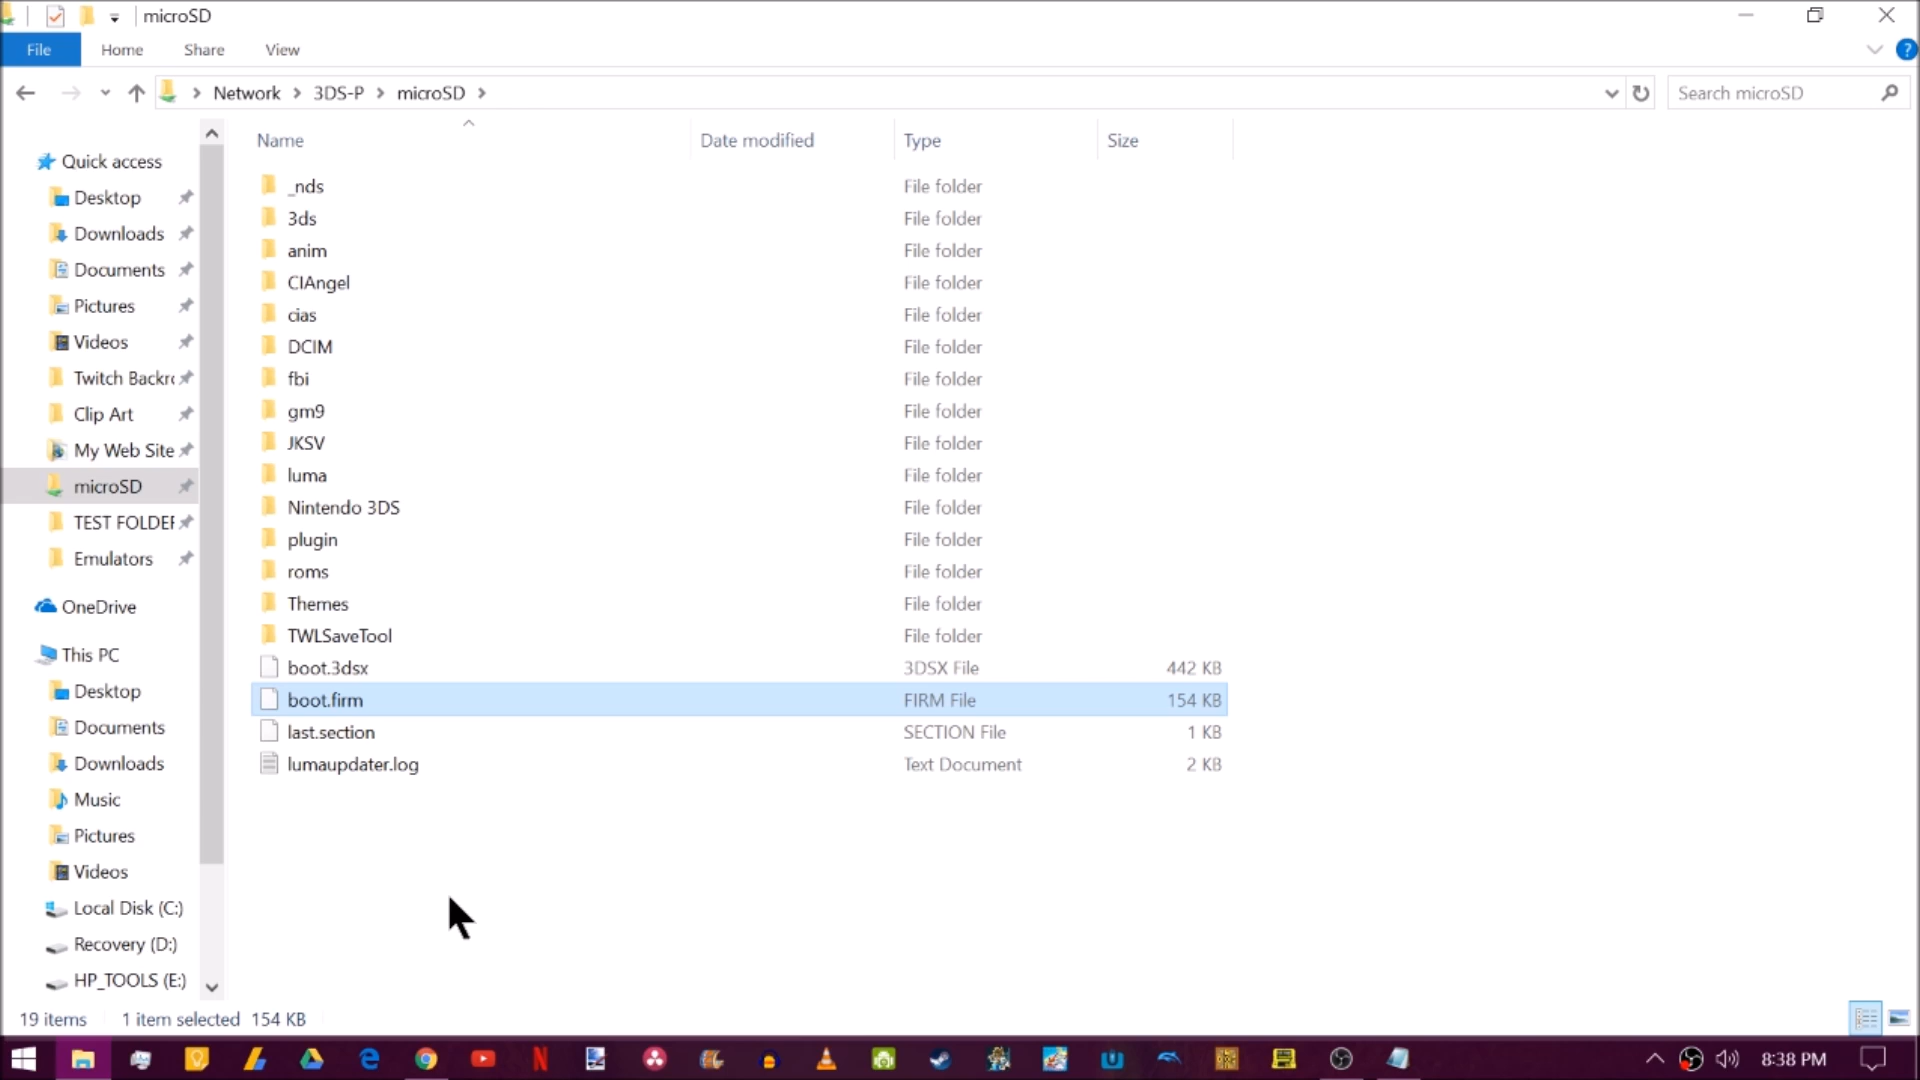 microSD
File Home Share View
Network 3DS-P microSD Search microSD
Name Date modified Type Size
Quick access
Desktop
Downloads
Documents
Pictures
Videos
Twitch Backr
Clip Art
My Web Site
microSD
TEST FOLDER
Emulators
OneDrive
This PC
Desktop
Documents
Downloads
Music
Pictures
Videos
Local Disk (C:)
Recovery (D:)
HP_TOOLS (E:)
_nds File folder
3ds File folder
anim File folder
CIAngel File folder
cias File folder
DCIM File folder
fbi File folder
gm9 File folder
JKSV File folder
luma File folder
Nintendo 3DS File folder
plugin File folder
roms File folder
Themes File folder
TWLSaveTool File folder
boot.3dsx 3DSX File 442 KB
boot.firm FIRM File 154 KB
last.section SECTION File 1 KB
lumaupdater.log Text Document 2 KB
19 items 1 item selected 154 KB
8:38 PM